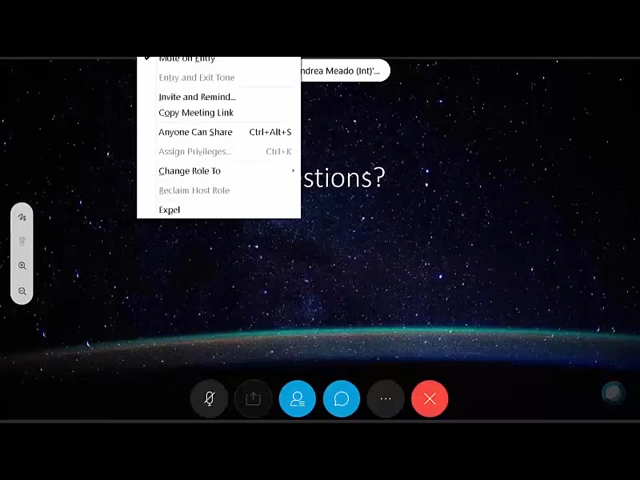 Mute on Entry
ndrea Meado (Int)'...
Entry and Exit Tone
Invite and Remind...
Copy Meeting Link
Anyone Can Share Ctrl+Alt+S
Assign Privileges... Ctrl+K
Change Role To
stions?
Reclaim Host Role
Expel